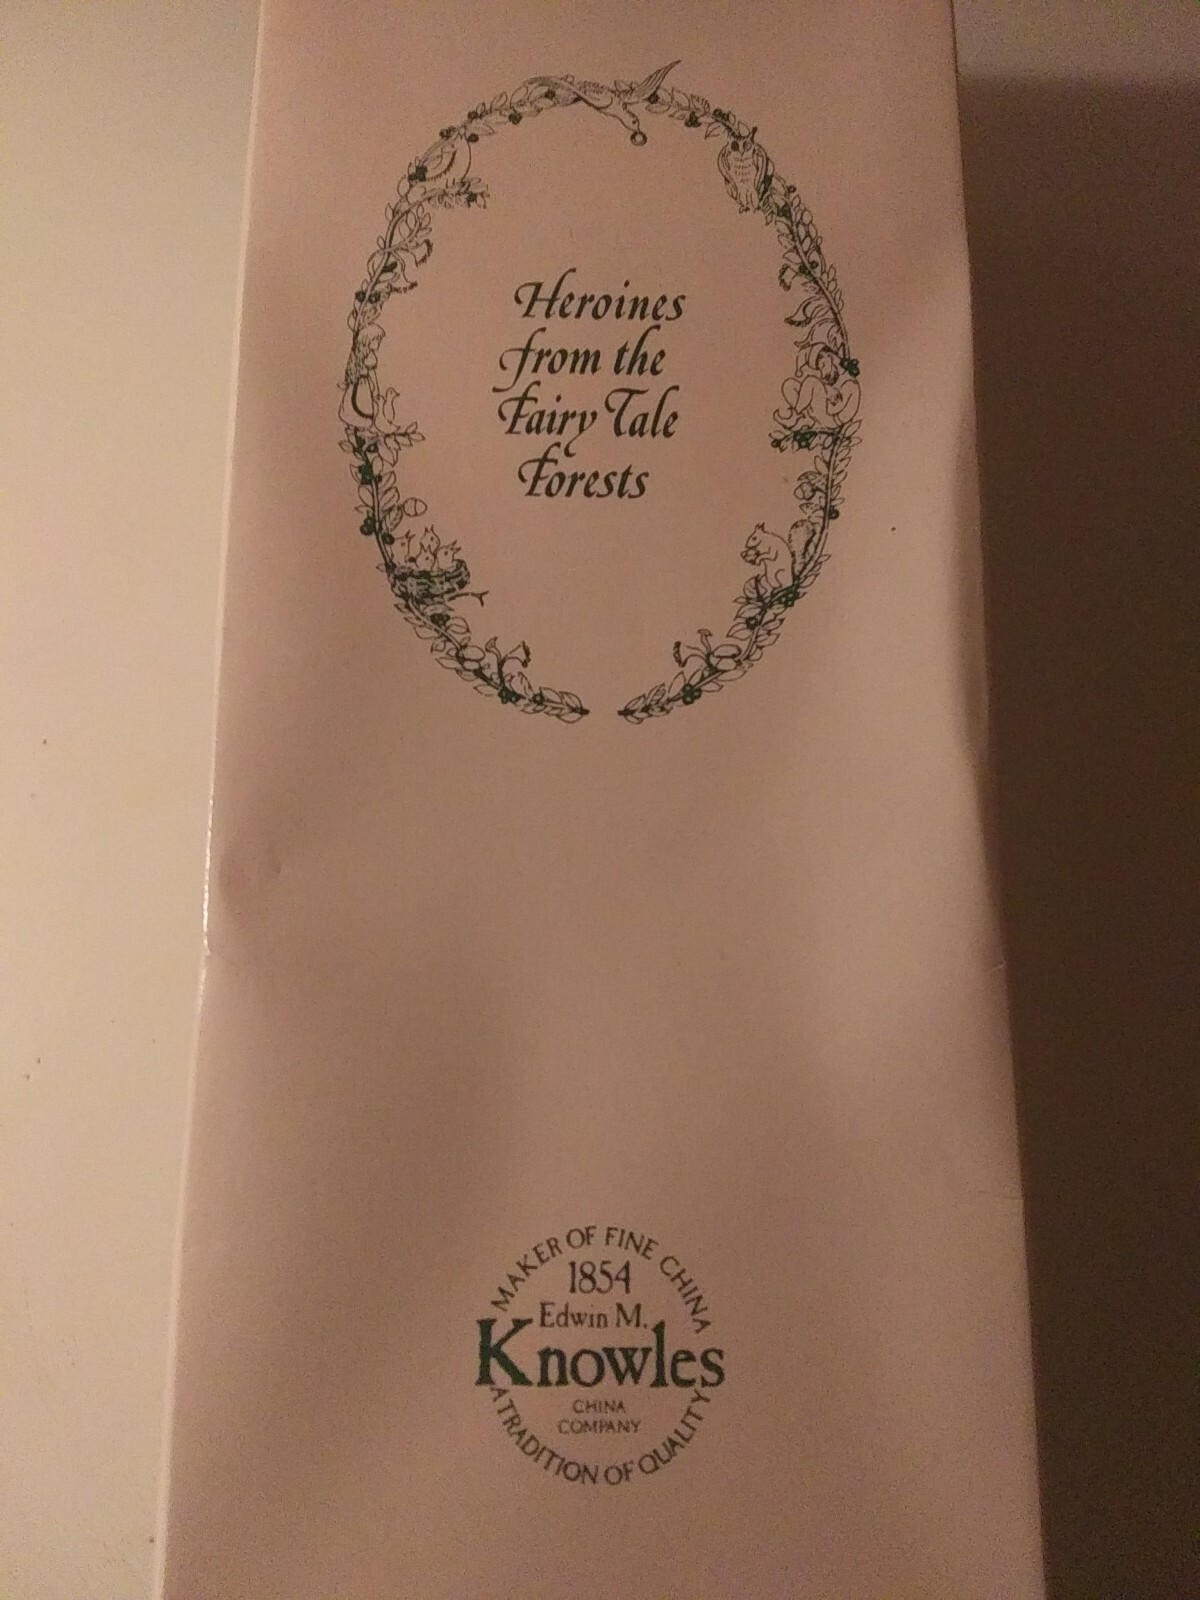 Heroines
from the
Fairy Tale
Forests
MAKER OF FINE CHINA
1854
Edwin M.
Knowles
CHINA
COMPANY
A TRADITION OF QUALITY